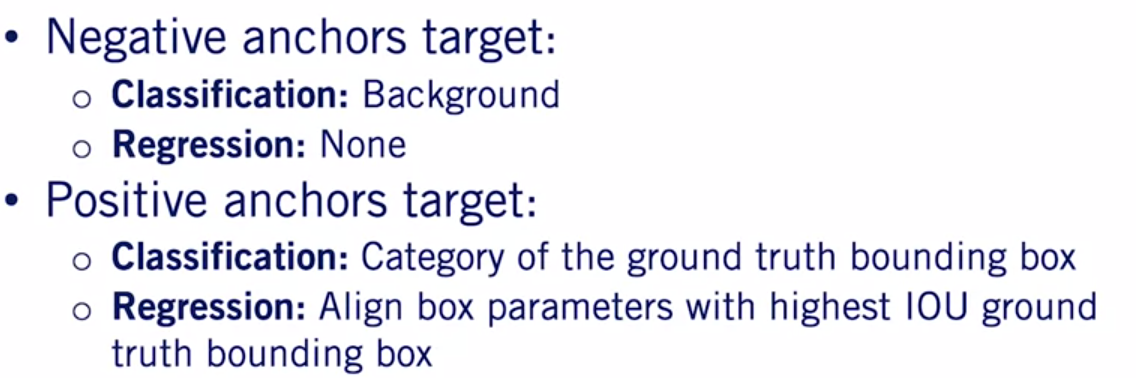 • Negative anchors target:
○ Classification: Background
○ Regression: None
• Positive anchors target:
○ Classification: Category of the ground truth bounding box
○ Regression: Align box parameters with highest IOU ground
truth bounding box